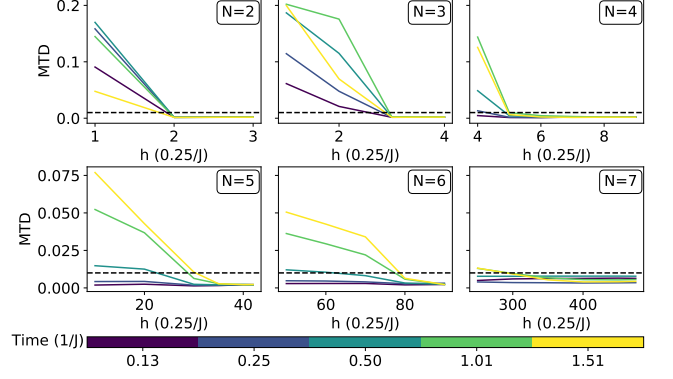 0.2
0.1
0.0
MTD
N=2
N=3
N=4
1 2 3
2 4
4 6 8
h (0.25/J) h (0.25/J) h (0.25/J)
0.075
0.050
0.025
0.000
MTD
N=5
N=6
N=7
20 40
60 80
300 400
h (0.25/J) h (0.25/J) h (0.25/J)
Time (1/J)
0.13 0.25 0.50 1.01 1.51